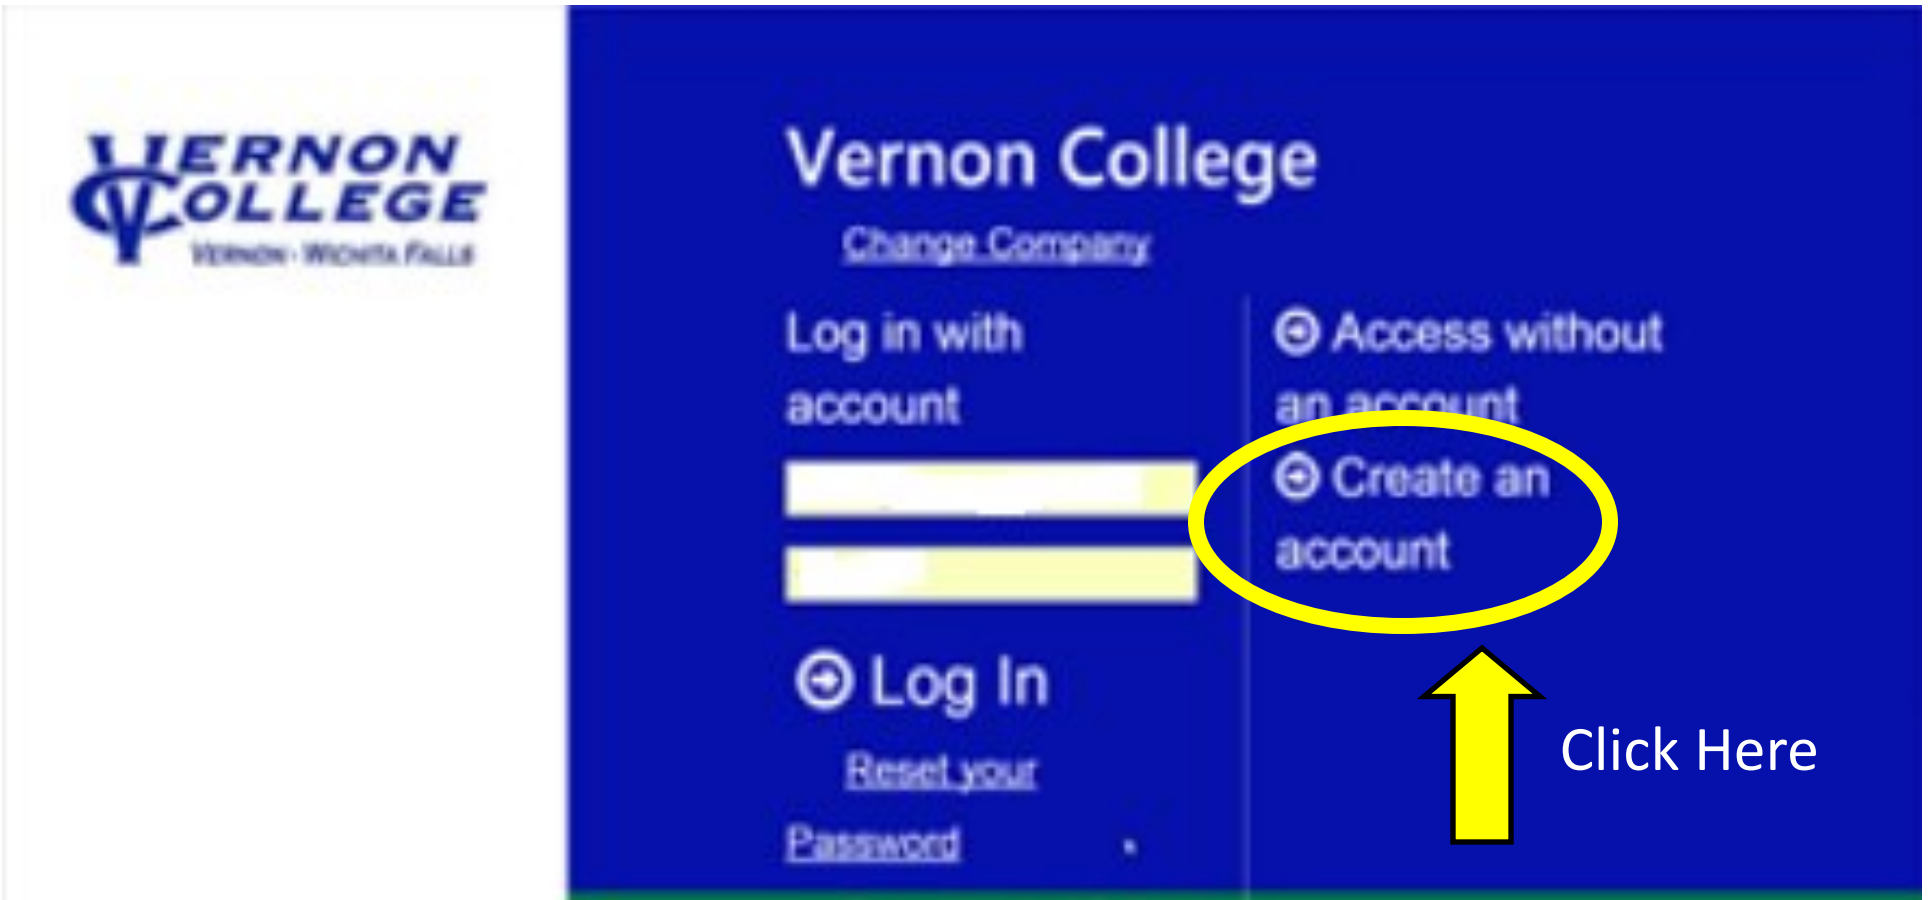 VERNON
COLLEGE
VERNON - WICHITA FALLS
Vernon College
Change Company
Log in with
account
Log In
Reset your
Password
Access without
an account
Create an
account
Click Here